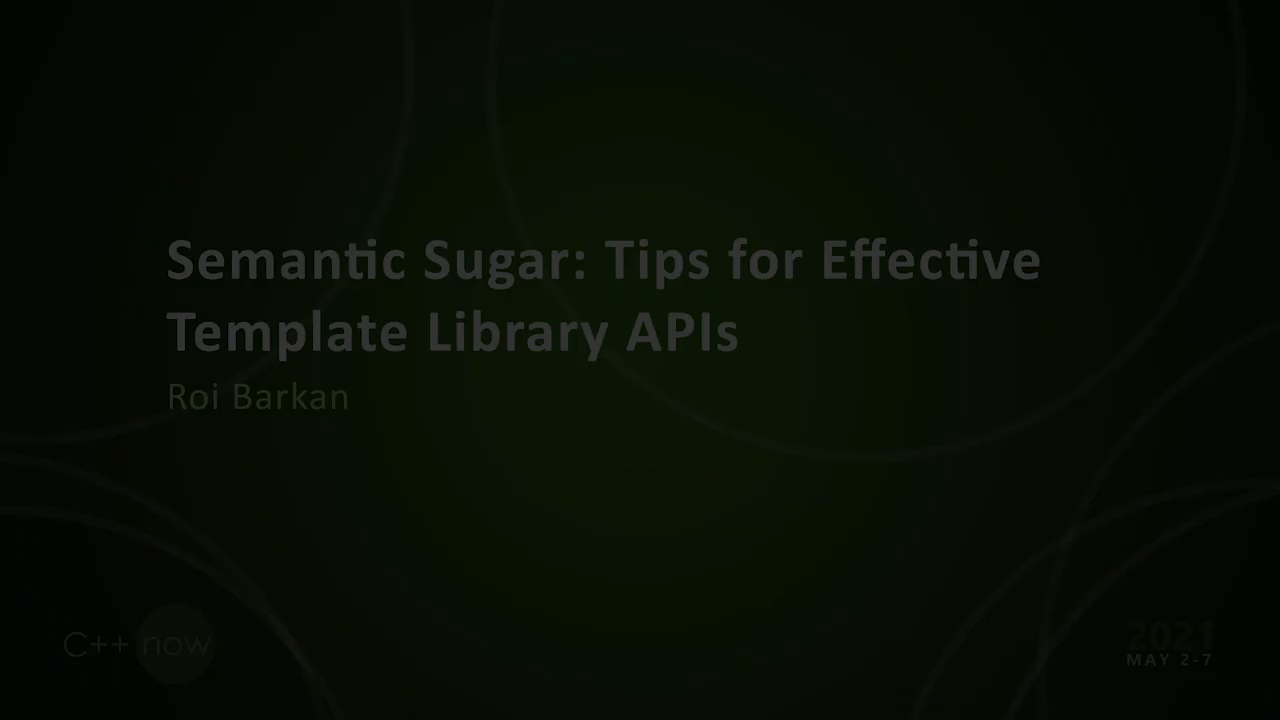 Semantic Sugar: Tips for Effective
Template Library APIs
Roi Barkan
C++ now
2021
MAY 2-7